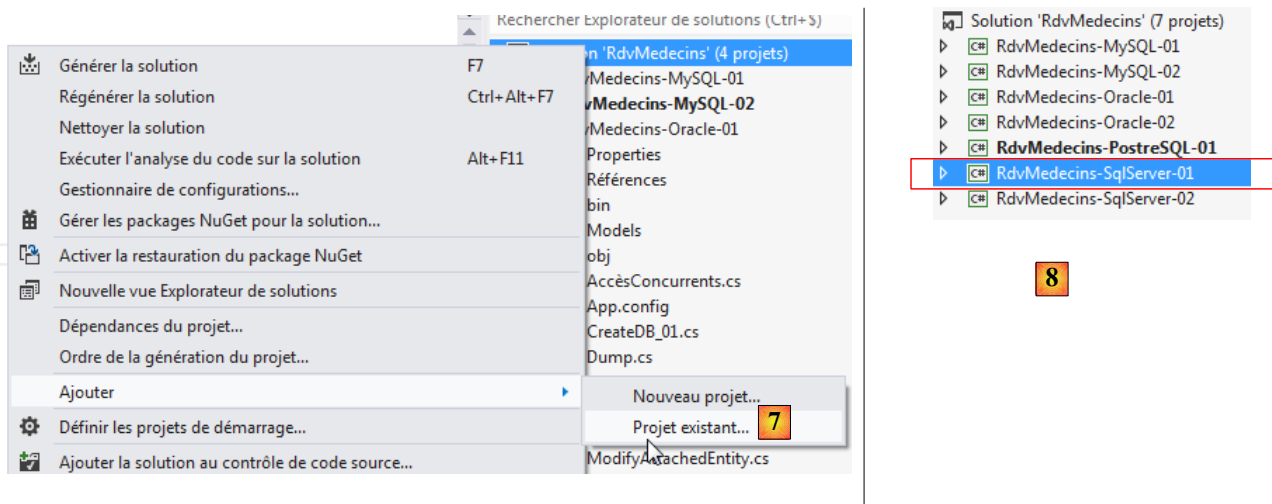 Rechercher Explorateur de solutions (Ctrl+$)
on 'RdvMedecins' (4 projets)
Générer la solution F7
vMedecins-MySQL-01
Régénérer la solution Ctrl+Alt+F7
vMedecins-MySQL-02
Nettoyer la solution
vMedecins-Oracle-01
Exécuter l'analyse du code sur la solution Alt+F11
Properties
Gestionnaire de configurations...
Références
bin
Gérer les packages NuGet pour la solution...
Models
Activer la restauration du package NuGet
obj
AccèsConcurrents.cs
Nouvelle vue Explorateur de solutions
App.config
Dépendances du projet...
CreateDB_01.cs
Ordre de la génération du projet...
Dump.cs
Ajouter
Nouveau projet...
Définir les projets de démarrage...
Projet existant...
7
Ajouter la solution au contrôle de code source...
ModifyAttachedEntity.cs
Solution 'RdvMedecins' (7 projets)
C# RdvMedecins-MySQL-01
C# RdvMedecins-MySQL-02
C# RdvMedecins-Oracle-01
C# RdvMedecins-Oracle-02
C# RdvMedecins-PostreSQL-01
C# RdvMedecins-SqlServer-01
C# RdvMedecins-SqlServer-02
8